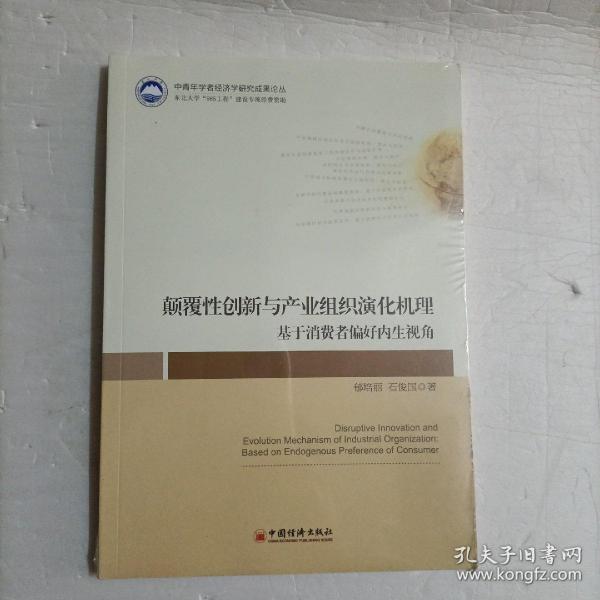 中青年学者经济学研究成果论丛
东北大学“985工程”建设专项经费资助
颠覆性创新与产业组织演化机理
基于消费者偏好内生视角
郁培丽 石俊国◎著
Disruptive Innovation and
Evolution Mechanism of Industrial Organization:
Based on Endogenous Preference of Consumer
中国经济出版社
CHINA ECONOMIC PUBLISHING HOUSE
孔夫子旧书网
www.kongfz.com